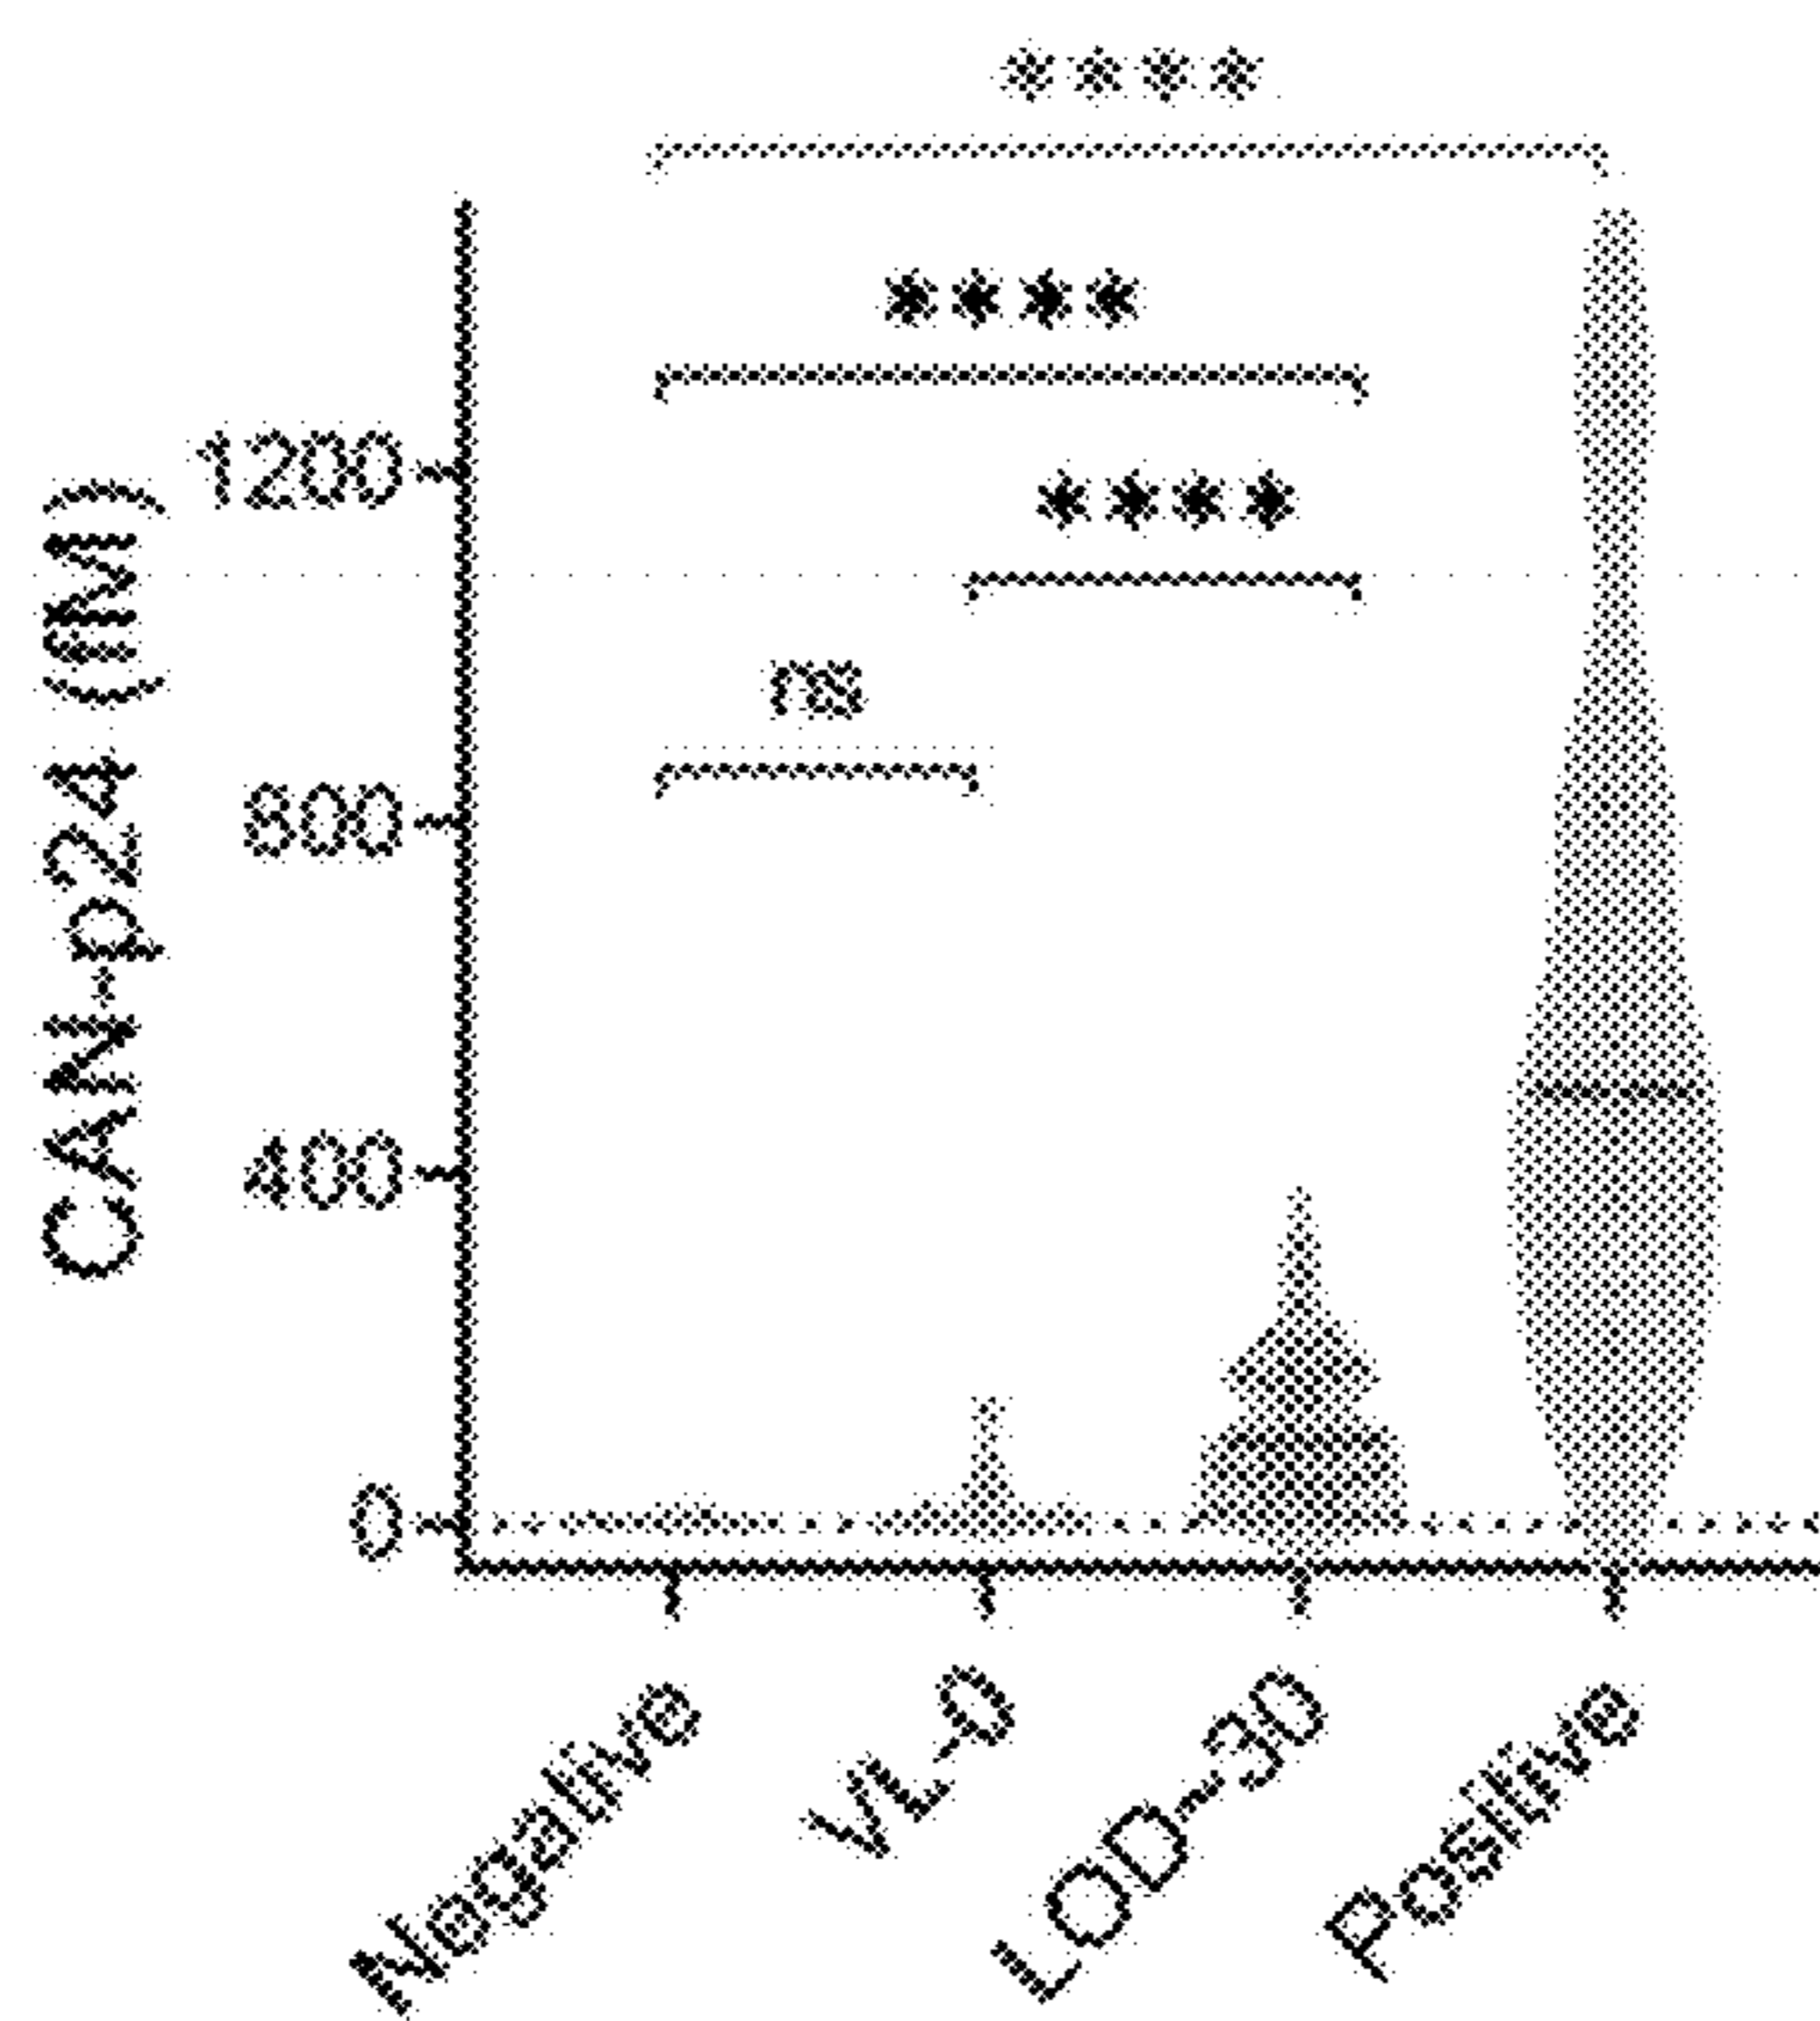 ****
****
****
ns
CAN-p24 (fM)
1200
800
400
0
Negative
VL-0
LOD-30
Positive